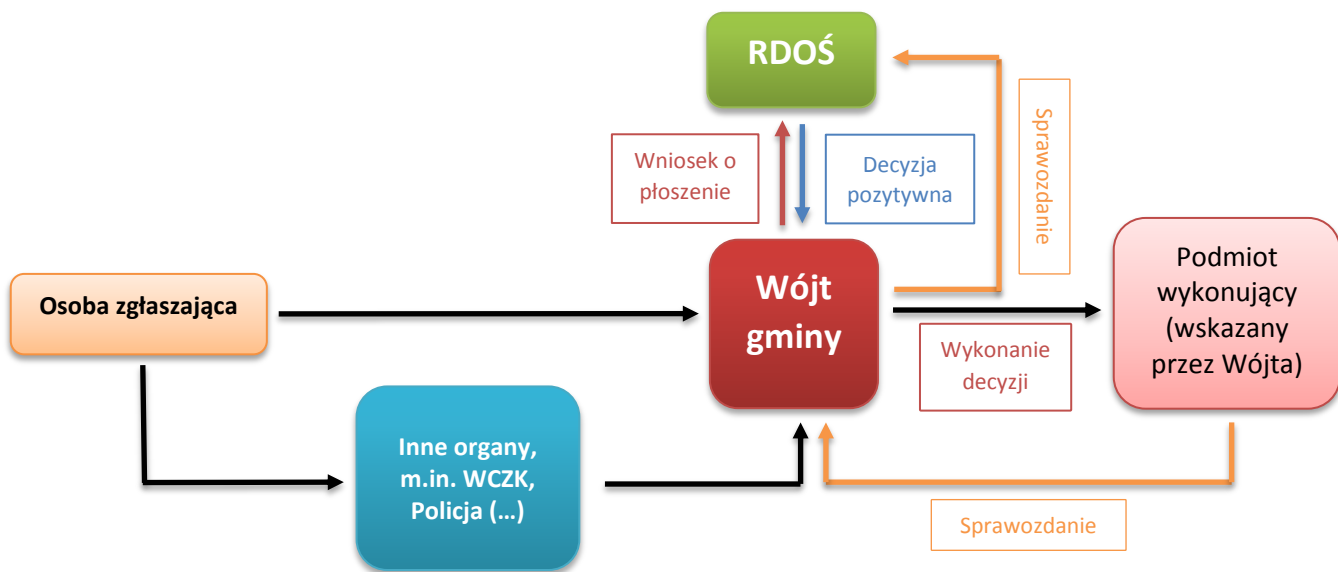 RDOŚ
Wniosek o
płoszenie
Decyzja
pozytywna
Sprawozdanie
Osoba zgłaszająca
Wójt
gminy
Podmiot
wykonujący
(wskazany
przez Wójta)
Wykonanie
decyzji
Inne organy,
m.in. WCZK,
Policja (...)
Sprawozdanie